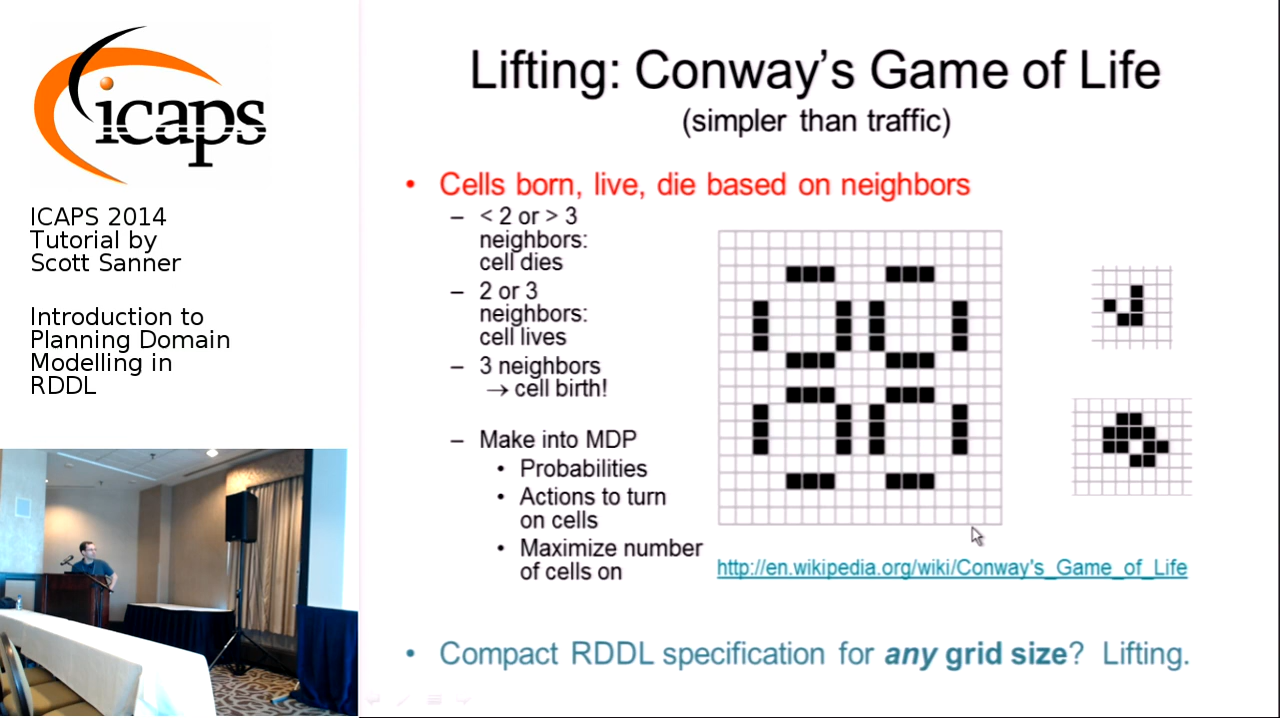 icaps
ICAPS 2014
Tutorial by
Scott Sanner
Introduction to
Planning Domain
Modelling in
RDDL
Lifting: Conway's Game of Life
(simpler than traffic)
• Cells born, live, die based on neighbors
– < 2 or > 3
neighbors:
cell dies
– 2 or 3
neighbors:
cell lives
– 3 neighbors
→ cell birth!
– Make into MDP
• Probabilities
• Actions to turn
on cells
• Maximize number
of cells on
http://en.wikipedia.org/wiki/Conway's_Game_of_Life
• Compact RDDL specification for any grid size? Lifting.